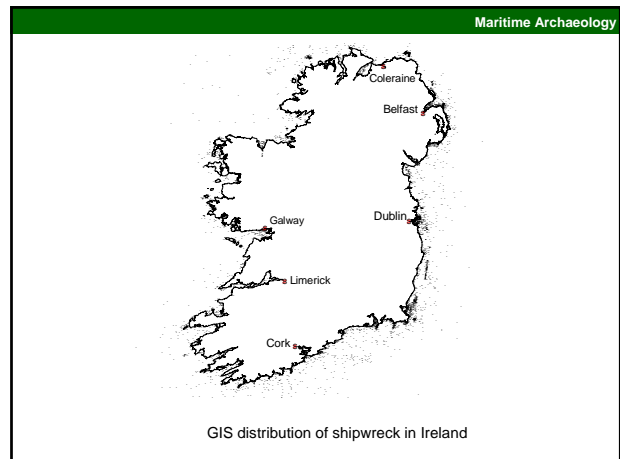 Maritime Archaeology
Coleraine
Belfast
Galway
Dublin
Limerick
Cork
GIS distribution of shipwreck in Ireland